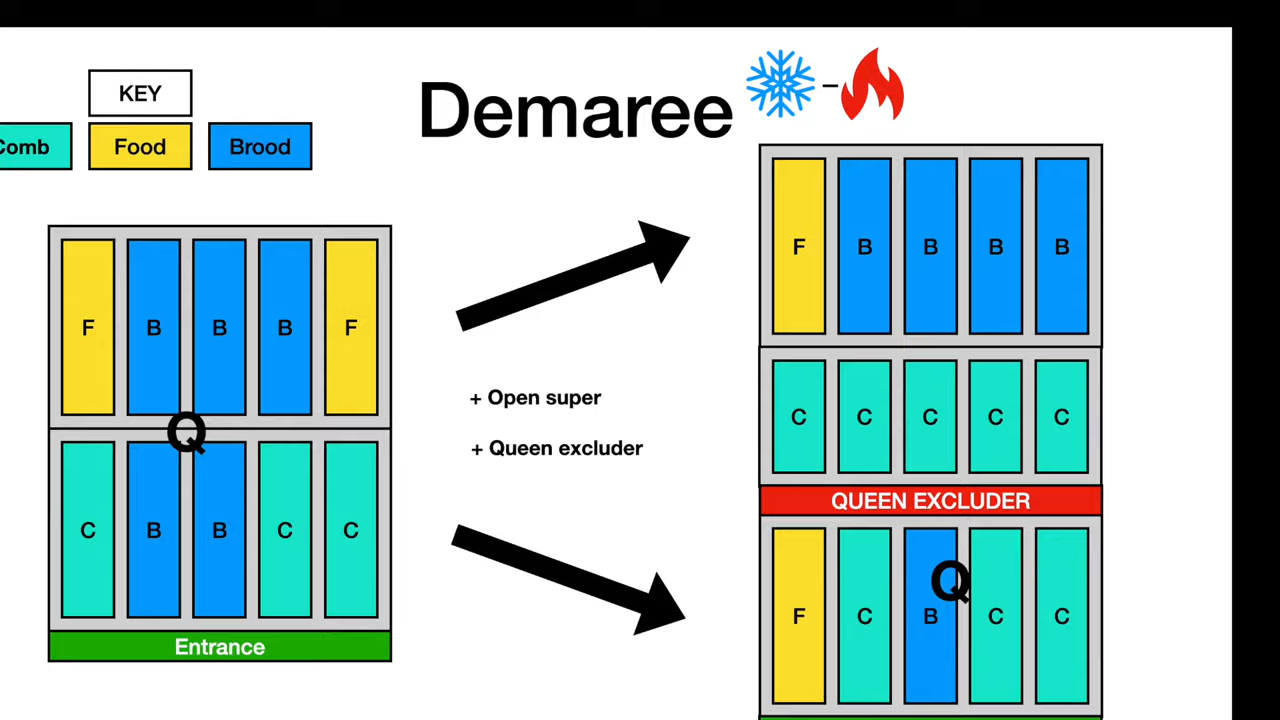 KEY
Demaree
Comb Food Brood
F B B B F
Q
C B B C C
Entrance
+ Open super
+ Queen excluder
F B B B B
C C C C C
QUEEN EXCLUDER
Q
F C B C C